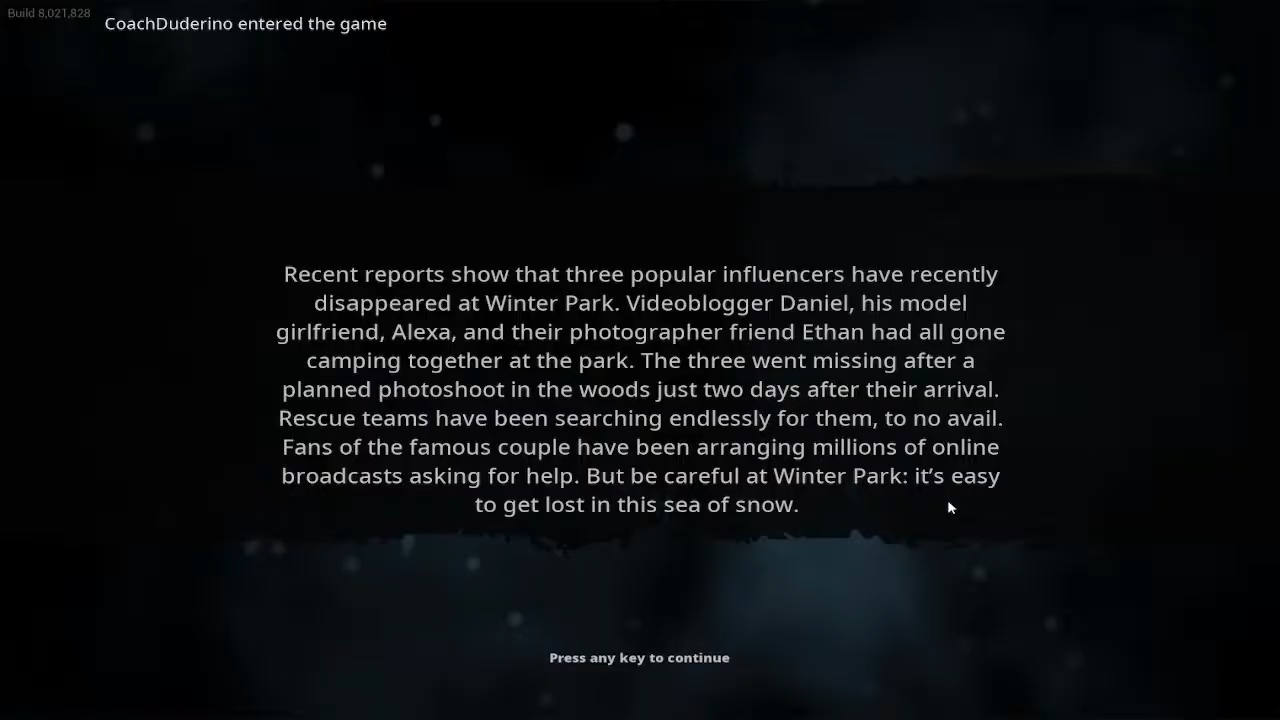 Build 8,021,828
CoachDuderino entered the game
Recent reports show that three popular influencers have recently
disappeared at Winter Park. Videoblogger Daniel, his model
girlfriend, Alexa, and their photographer friend Ethan had all gone
camping together at the park. The three went missing after a
planned photoshoot in the woods just two days after their arrival.
Rescue teams have been searching endlessly for them, to no avail.
Fans of the famous couple have been arranging millions of online
broadcasts asking for help. But be careful at Winter Park: it’s easy
to get lost in this sea of snow.
Press any key to continue